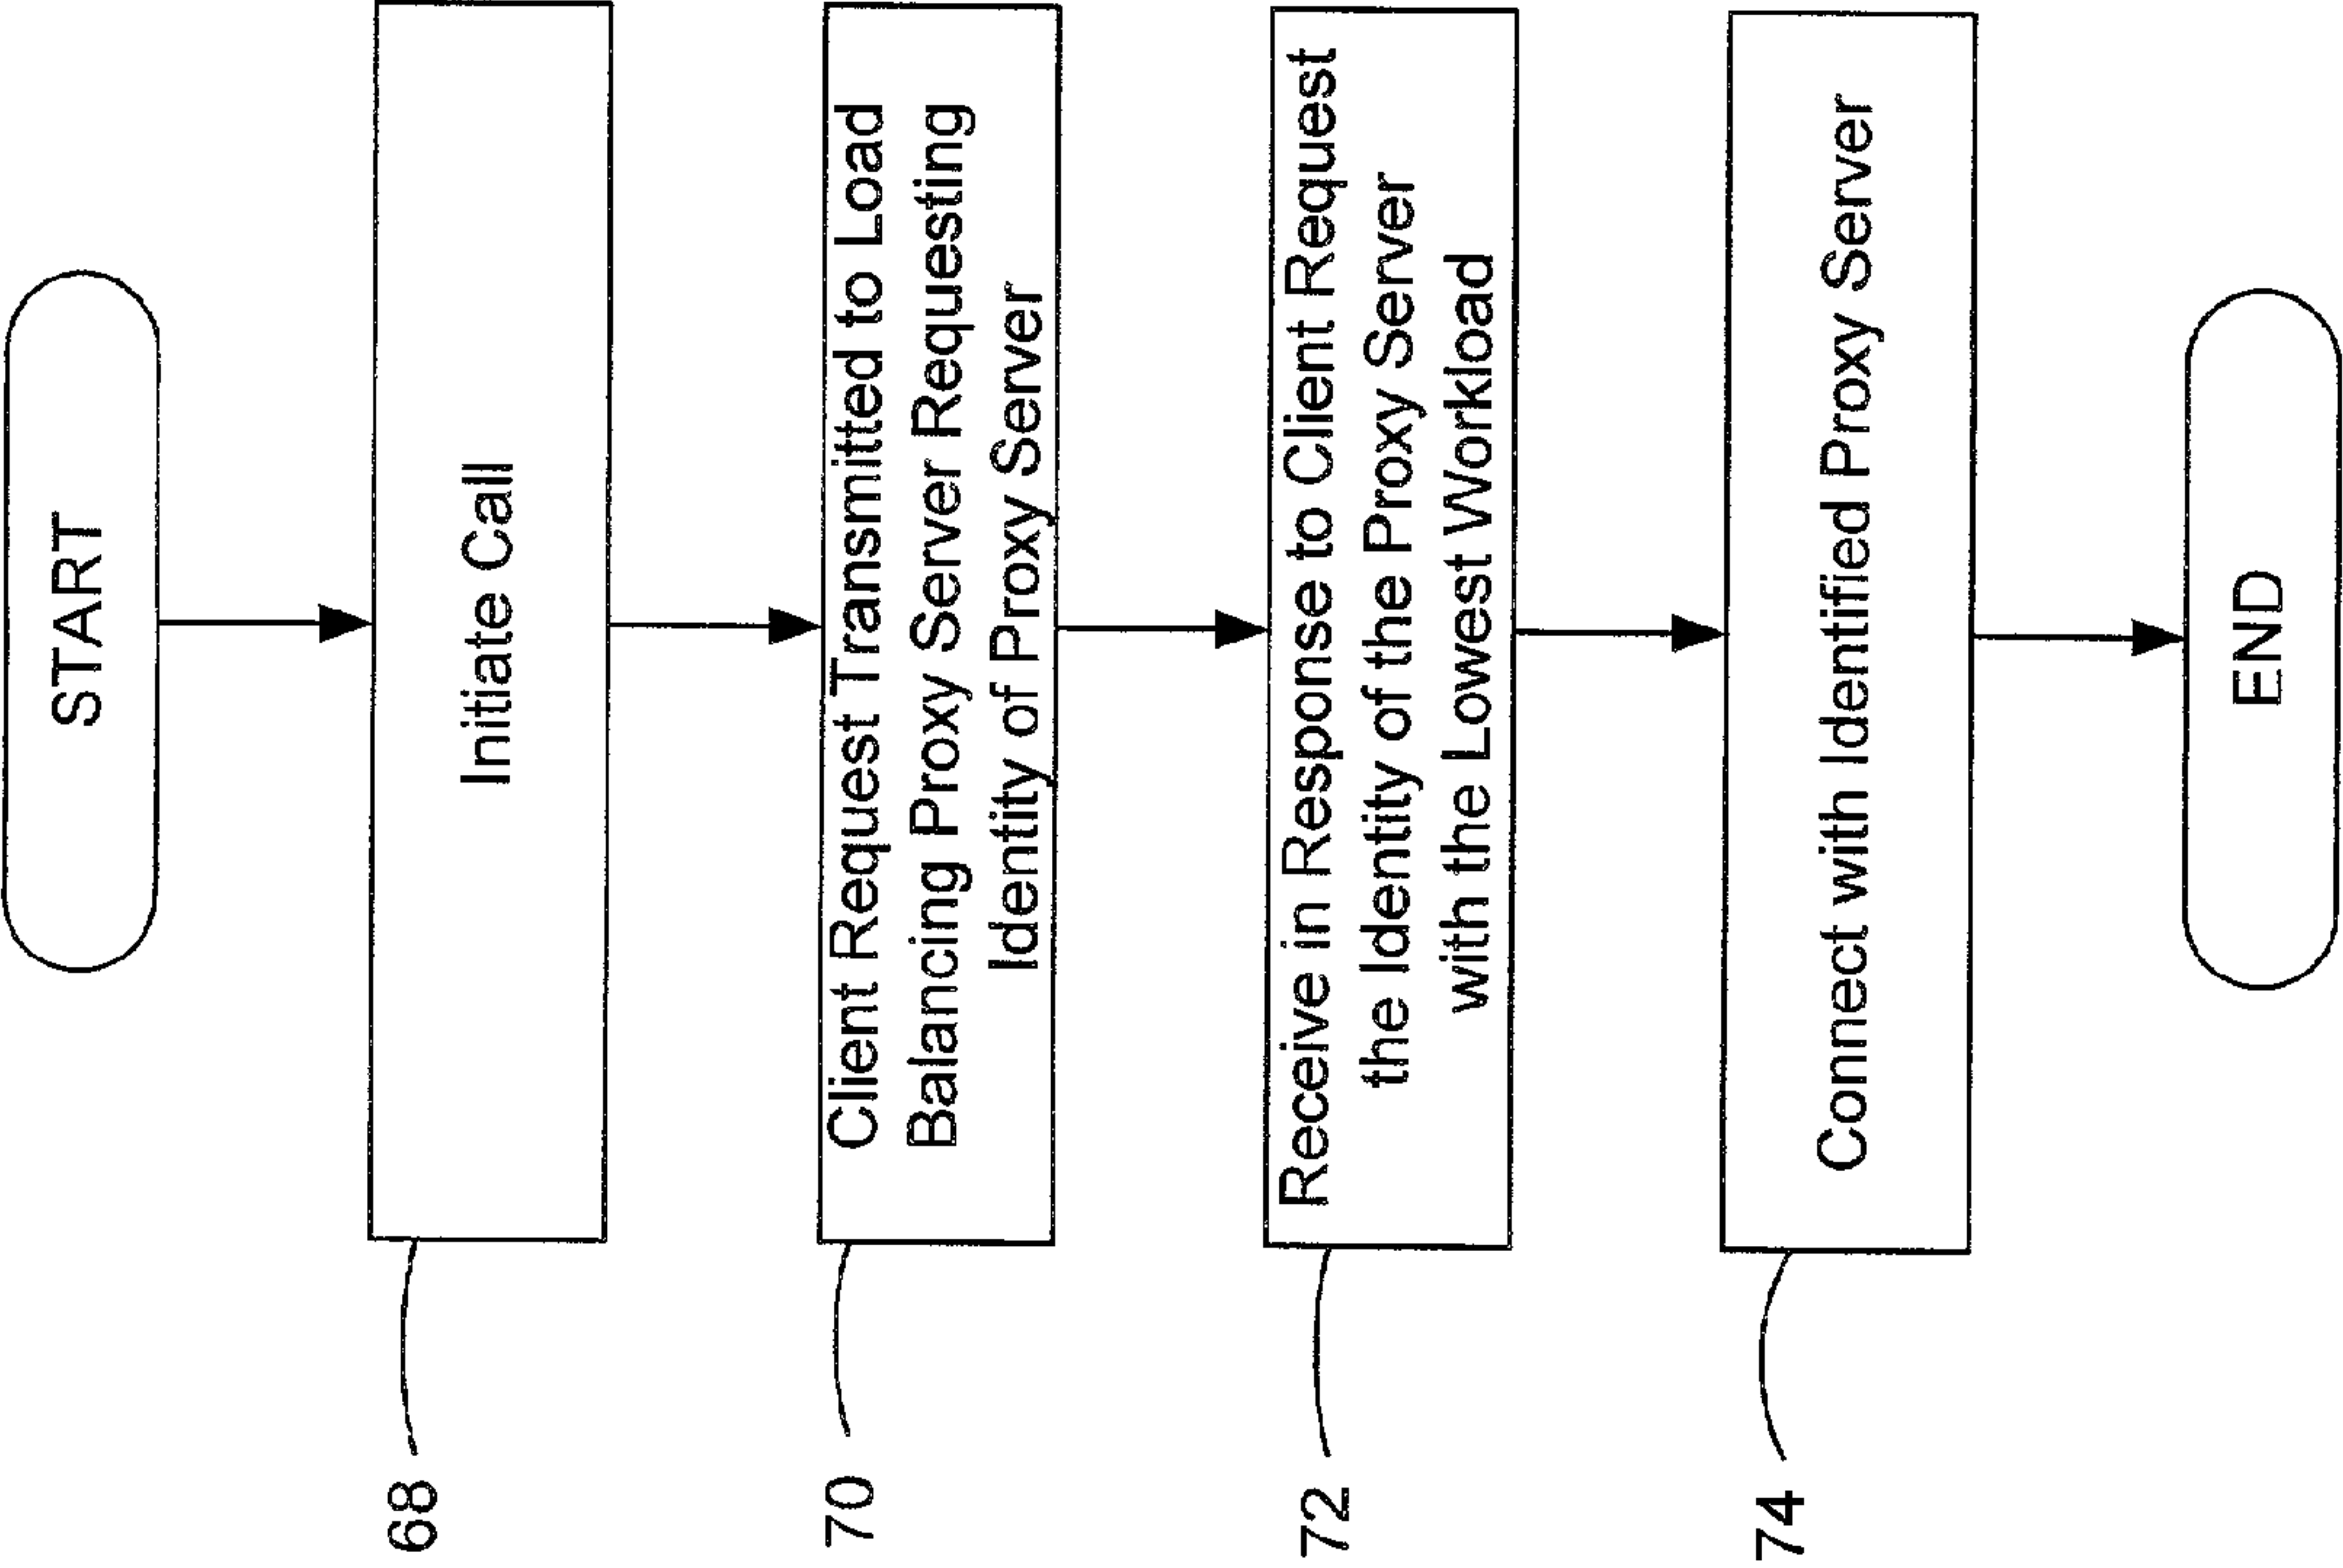 START
Initiate Call
68
Client Request Transmitted to Load
Balancing Proxy Server Requesting
Identity of Proxy Server
70
Receive in Response to Client Request
the Identity of the Proxy Server
with the Lowest Workload
72
Connect with Identified Proxy Server
74
END